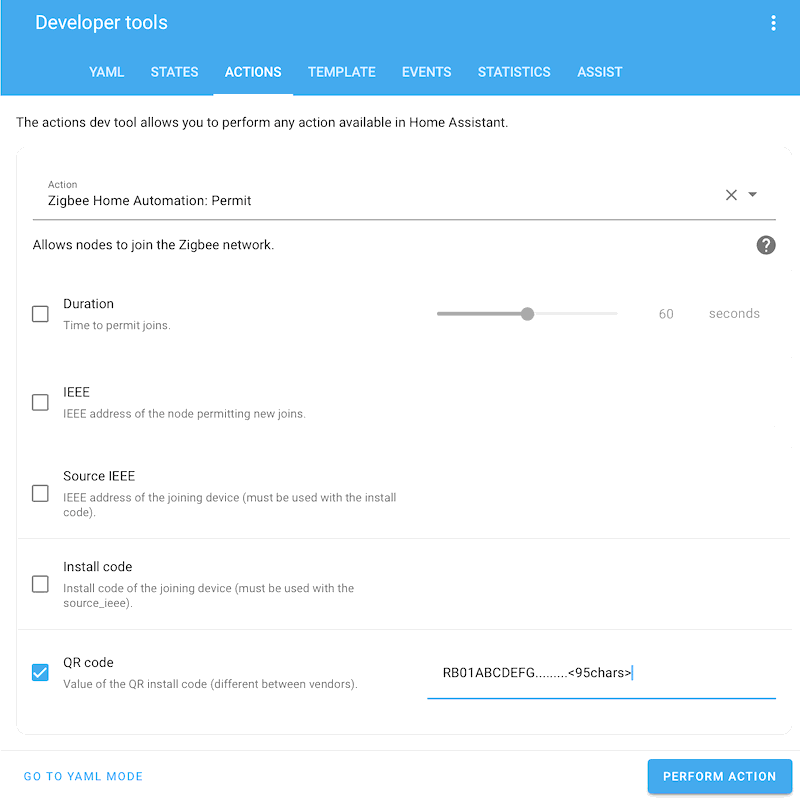 Developer tools
YAML STATES ACTIONS TEMPLATE EVENTS STATISTICS ASSIST
The actions dev tool allows you to perform any action available in Home Assistant.
Action
Zigbee Home Automation: Permit
Allows nodes to join the Zigbee network.
Duration
Time to permit joins.
60 seconds
IEEE
IEEE address of the node permitting new joins.
Source IEEE
IEEE address of the joining device (must be used with the install
code).
Install code
Install code of the joining device (must be used with the
source_ieee).
QR code
Value of the QR install code (different between vendors).
RB01ABCDEFG.........<95chars>
GO TO YAML MODE
PERFORM ACTION